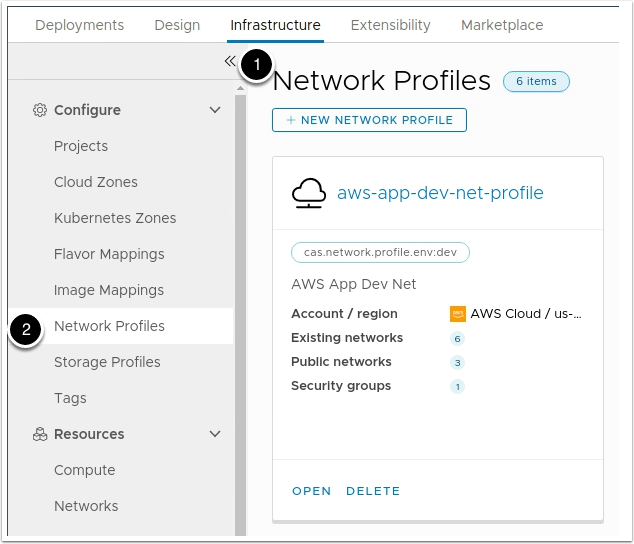 Deployments Design Infrastructure Extensibility Marketplace
1
Network Profiles 6 items
+ NEW NETWORK PROFILE
Configure
Projects
Cloud Zones
Kubernetes Zones
Flavor Mappings
Image Mappings
2 Network Profiles
Storage Profiles
Tags
Resources
Compute
Networks
aws-app-dev-net-profile
cas.network.profile.env:dev
AWS App Dev Net
Account / region aws AWS Cloud / us-...
Existing networks 6
Public networks 3
Security groups 1
OPEN DELETE